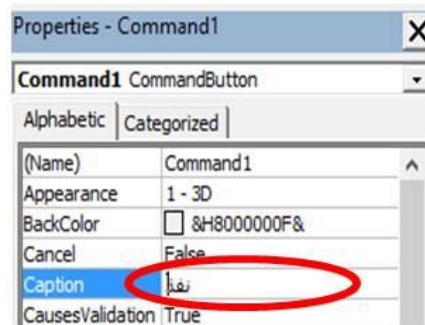 Properties - Command1
X
Command1 CommandButton
Alphabetic Categorized
(Name) Command1
Appearance 1 - 3D
BackColor &H8000000F&
Cancel False
Caption نفذ
CausesValidation True